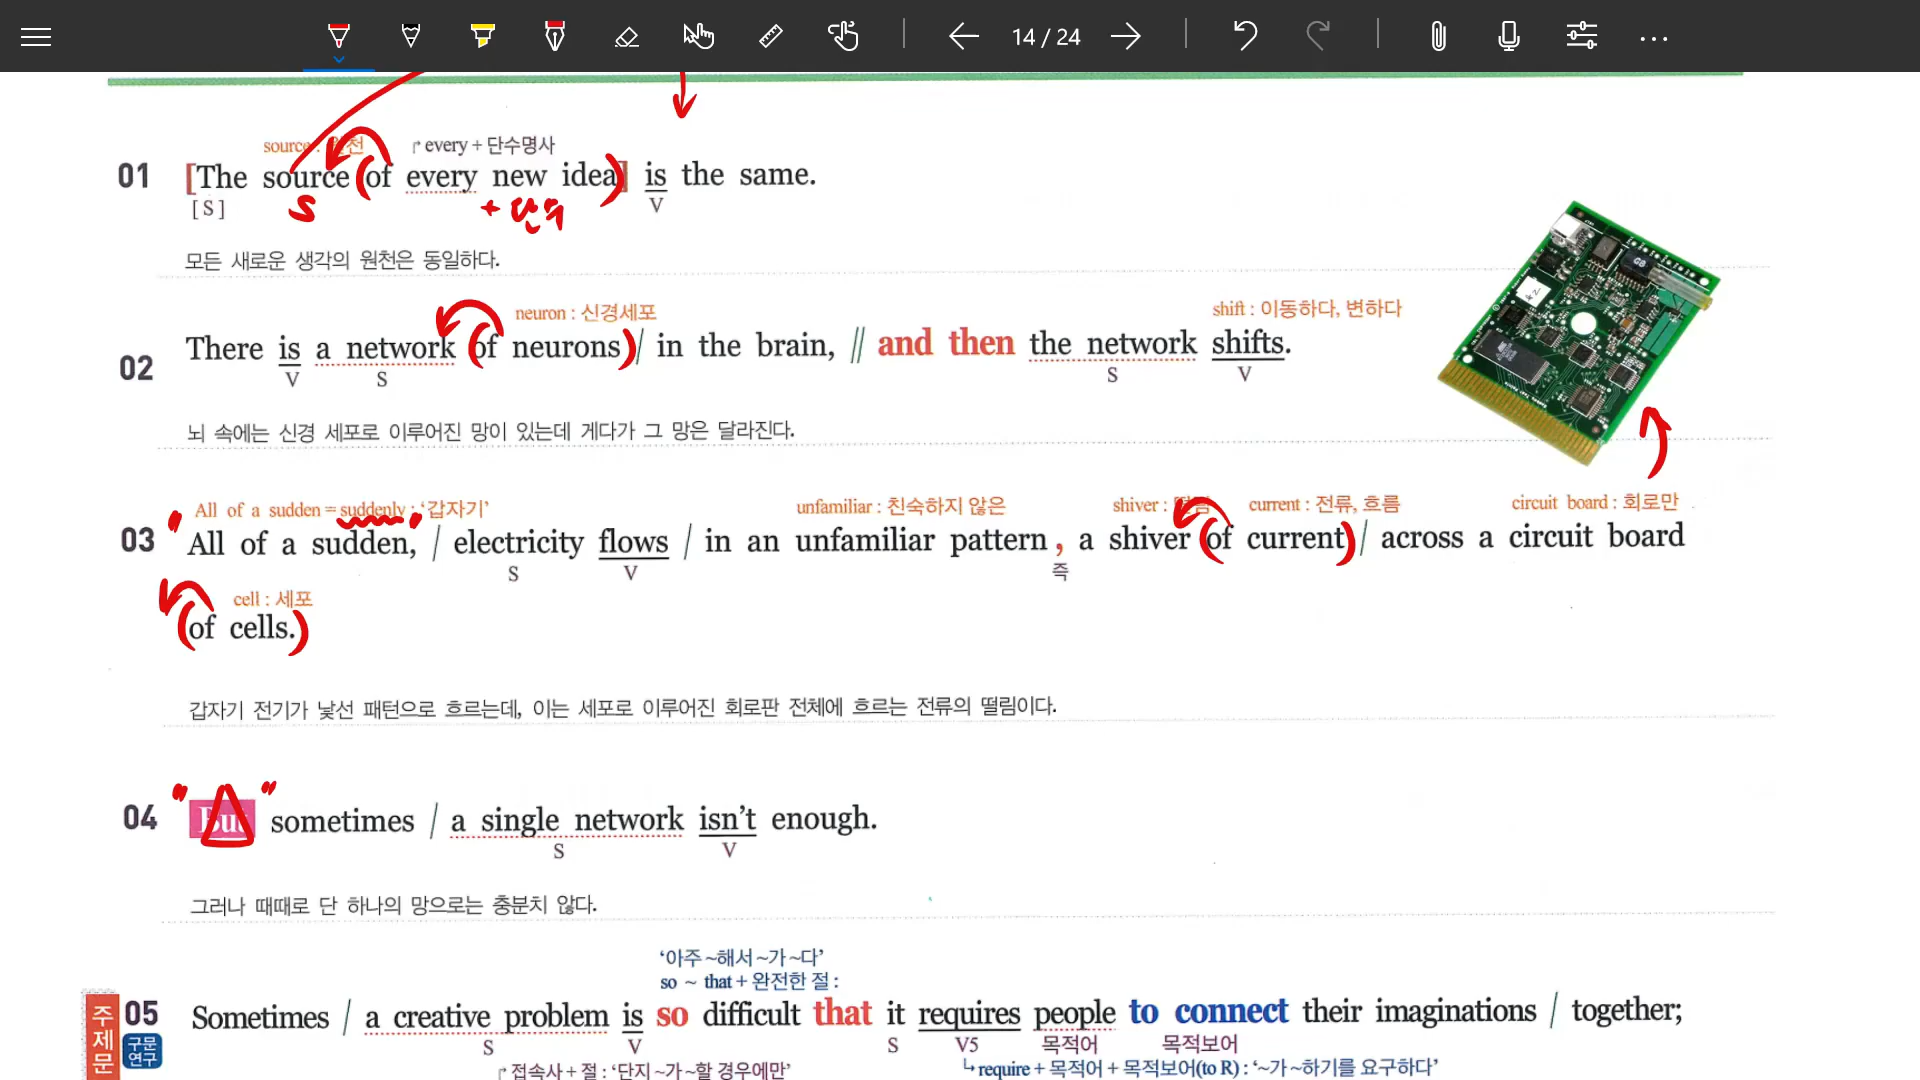 14 / 24
source : 원천 every + 단수명사
01 [The source (of every new idea)] is the same.
[ S ] S + 단수 V
모든 새로운 생각의 원천은 동일하다.
neuron : 신경세포 shift : 이동하다, 변하다
02 There is a network (of neurons) / in the brain, // and then the network shifts.
V S S V
뇌 속에는 신경 세포로 이루어진 망이 있는데 게다가 그 망은 달라진다.
All of a sudden = suddenly : ‘갑자기’ unfamiliar : 친숙하지 않은 shiver : 떨림 current : 전류, 흐름 circuit board : 회로만
03 " All of a sudden, " / electricity flows / in an unfamiliar pattern, a shiver (of current) / across a circuit board
S V 즉
cell : 세포
(of cells.)
갑자기 전기가 낯선 패턴으로 흐르는데, 이는 세포로 이루어진 회로판 전체에 흐르는 전류의 떨림이다.
04 " But " sometimes / a single network isn’t enough.
S V
그러나 때때로 단 하나의 망으로는 충분치 않다.
‘아주 ~해서 ~가 ~다’
so ~ that + 완전한 절 :
주제문 05 구문연구 Sometimes / a creative problem is so difficult that it requires people to connect their imaginations / together;
S V S V5 목적어 목적보어
접속사 + 절 : ‘단지 ~가 ~할 경우에만’ require + 목적어 + 목적보어(to R) : ‘~가 ~하기를 요구하다’